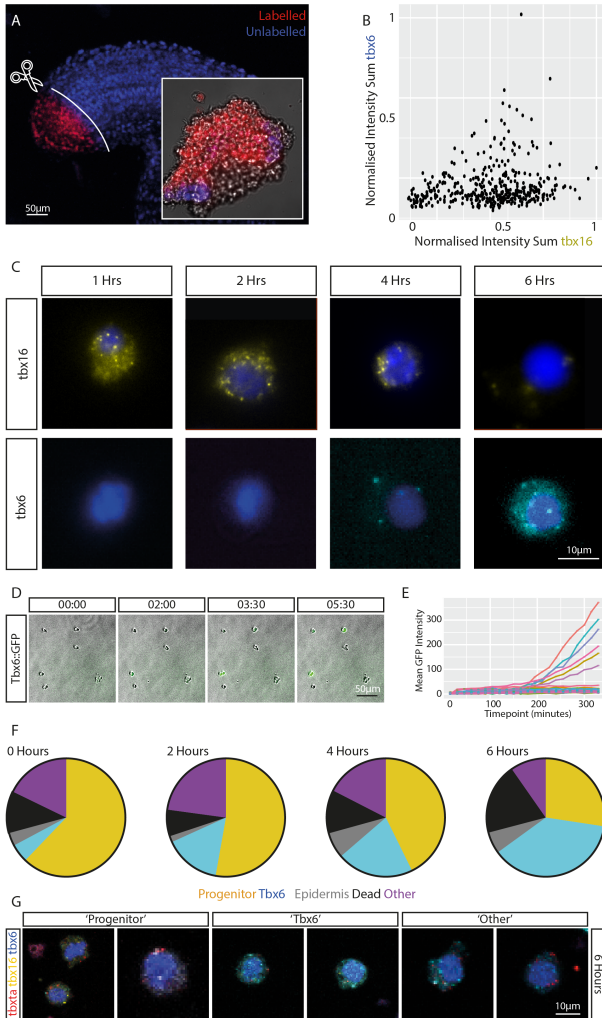 A
Labelled
Unlabelled
50µm
B
Normalised Intensity Sum tbx6
1
0.5
0
0
0.5
1
Normalised Intensity Sum tbx16
C
1 Hrs
2 Hrs
4 Hrs
6 Hrs
tbx16
tbx6
10µm
D
00:00
02:00
03:30
05:30
Tbx6::GFP
50µm
E
Mean GFP Intensity
300
200
100
0
0
100
200
300
Timepoint (minutes)
F
0 Hours
2 Hours
4 Hours
6 Hours
Progenitor Tbx6 Epidermis Dead Other
G
'Progenitor'
'Tbx6'
'Other'
tbxta tbx16 tbx6
6 Hours
10µm